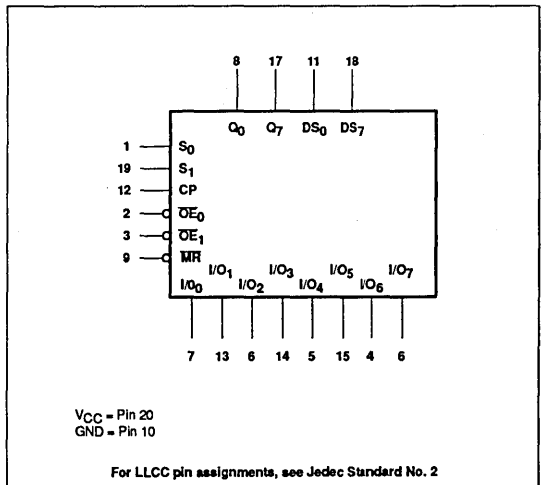 8 17 11 18
Q0 Q7 DS0 DS7
1 S0
19 S1
12 CP
2 OE0
3 OE1
9 MR
I/O1 I/O3 I/O5 I/O7
I/00 I/O2 I/O4 I/O6
7 13 6 14 5 15 4 6
VCC = Pin 20
GND = Pin 10
For LLCC pin assignments, see Jedec Standard No. 2